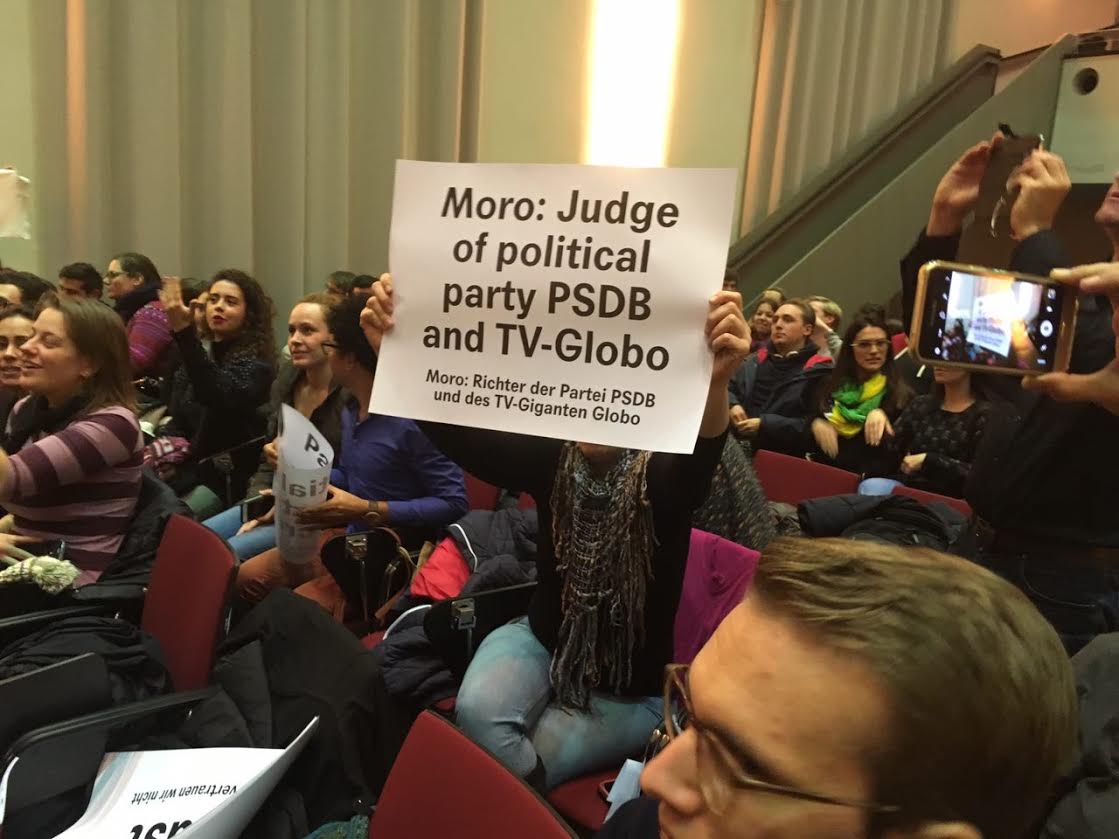 Moro: Judge
of political
party PSDB
and TV-Globo
Moro: Richter der Partei PSDB
und des TV-Giganten Globo
vertrauen wir nicht